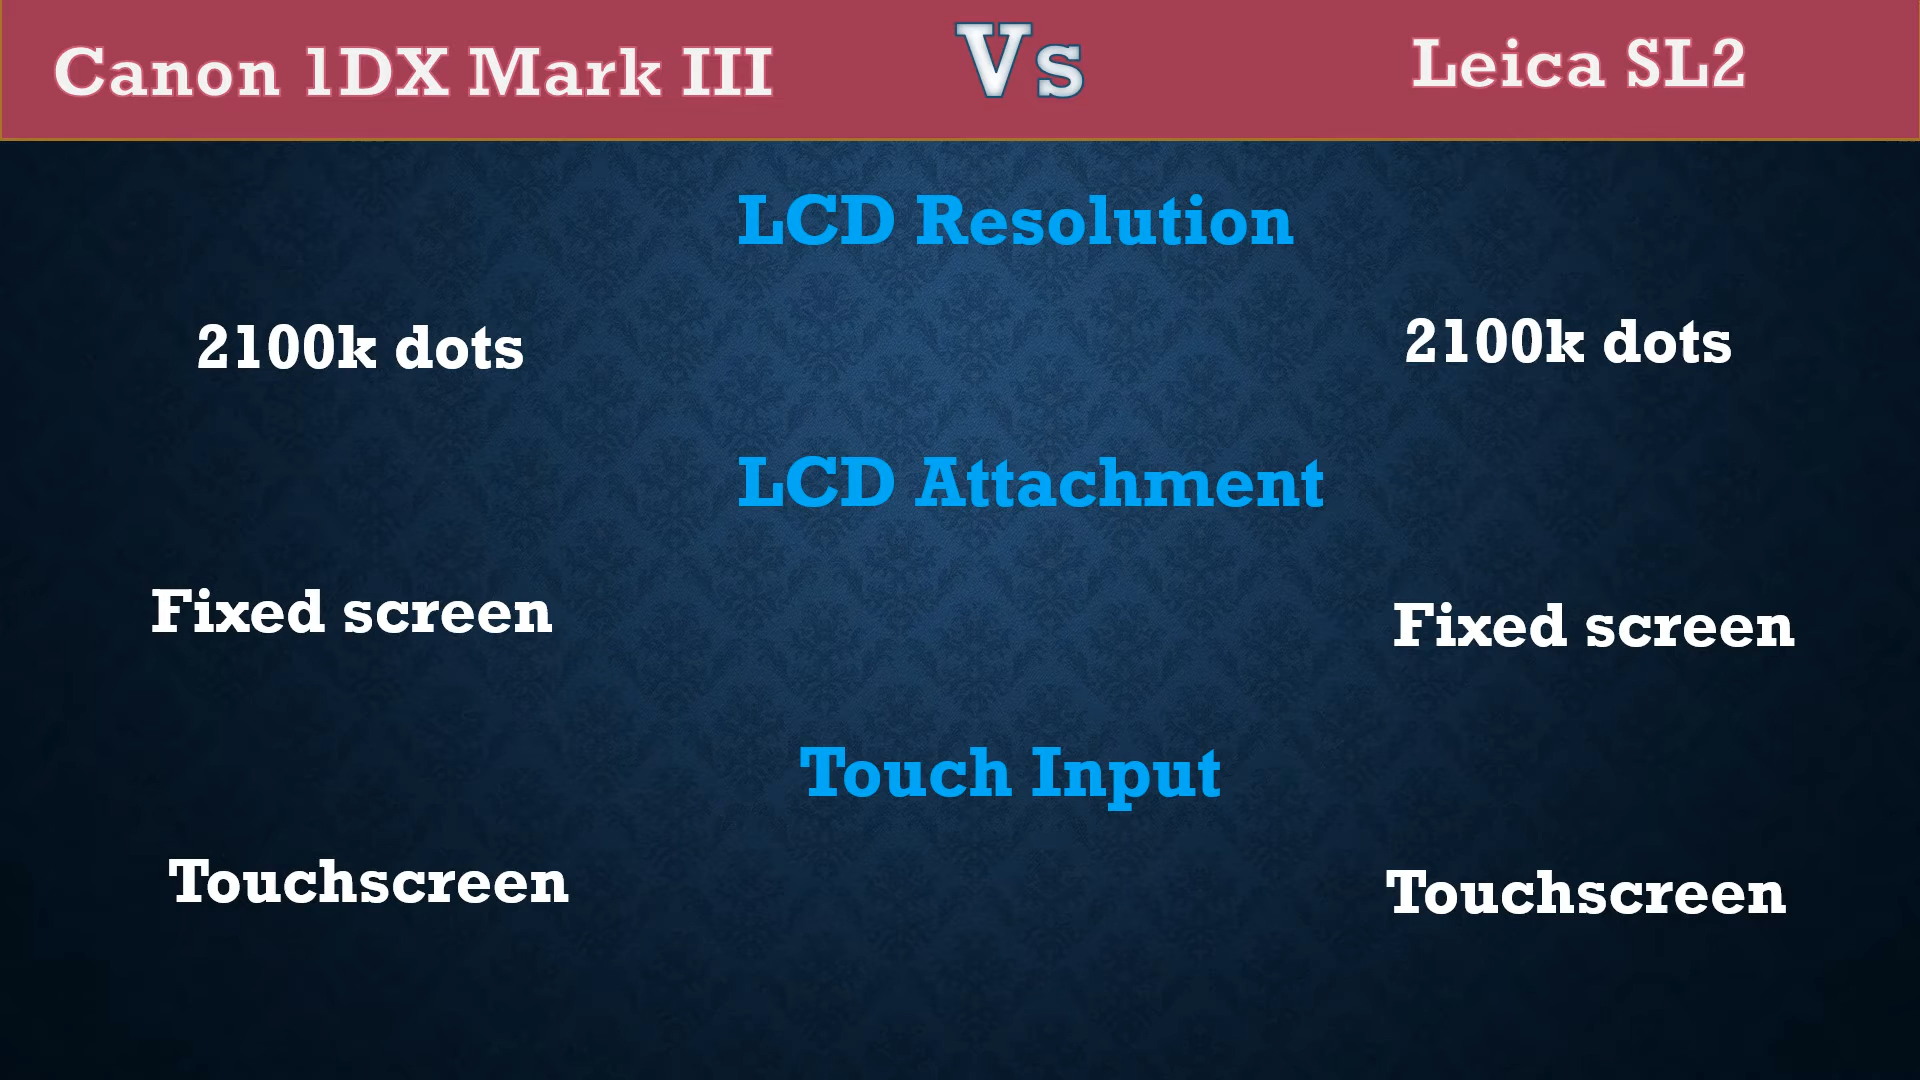 Canon 1DX Mark III Vs Leica SL2
LCD Resolution
2100k dots 2100k dots
LCD Attachment
Fixed screen Fixed screen
Touch Input
Touchscreen Touchscreen